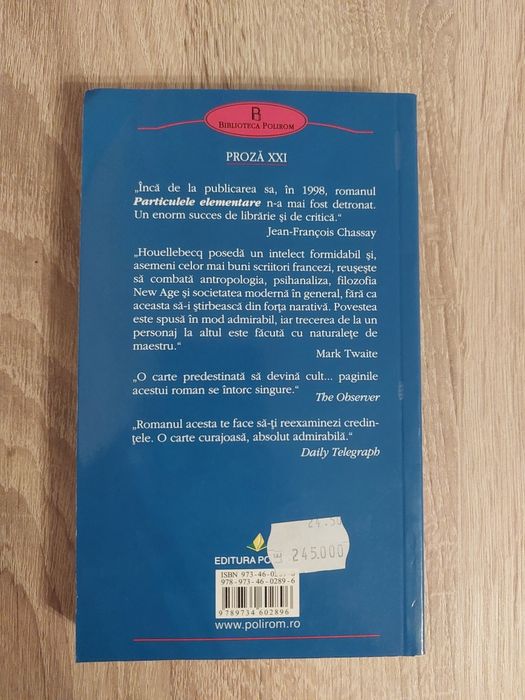 BIBLIOTECA POLIROM
PROZĂ XXI
„Încă de la publicarea sa, în 1998, romanul
Particulele elementare n-a mai fost detronat.
Un enorm succes de librărie și de critică.“
Jean-François Chassay
„Houellebecq posedă un intelect formidabil și,
asemeni celor mai buni scriitori francezi, reușește
să combată antropologia, psihanaliza, filozofia
New Age și societatea modernă în general, fără ca
aceasta să-i știrbească din forța narativă. Povestea
este spusă în mod admirabil, iar trecerea de la un
personaj la altul este făcută cu naturalețe de
maestru.“
Mark Twaite
„O carte predestinată să devină cult... paginile
acestui roman se întorc singure.“
The Observer
„Romanul acesta te face să-ți reexaminezi credin-
țele. O carte curajoasă, absolut admirabilă.“
Daily Telegraph
24.50
245.000
EDITURA PO
ISBN 973-46-0
978-973-46-0289-6
9789734602896
www.polirom.ro